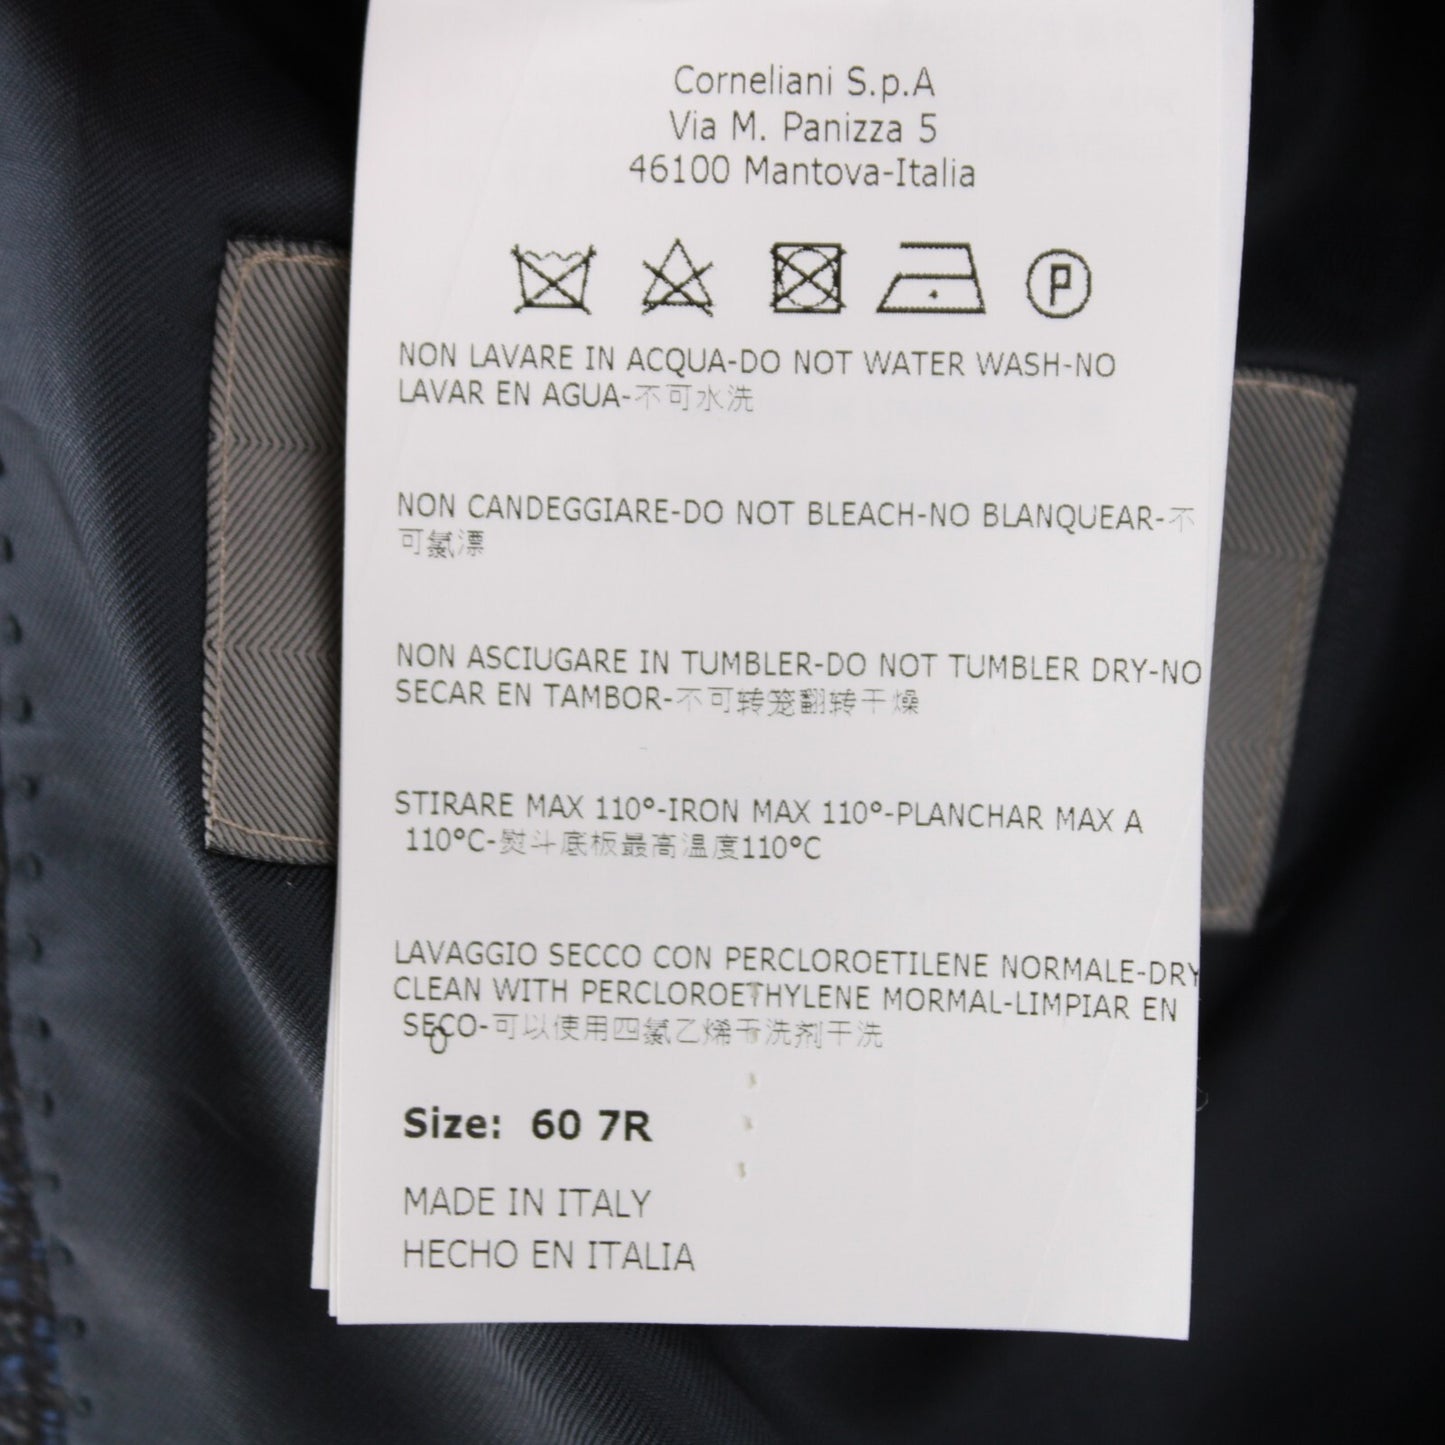 Corneliani S.p.A
Via M. Panizza 5
46100 Mantova-Italia
P
NON LAVARE IN ACQUA-DO NOT WATER WASH-NO
LAVAR EN AGUA-不可水洗
NON CANDEGGIARE-DO NOT BLEACH-NO BLANQUEAR-不
可氯漂
NON ASCIUGARE IN TUMBLER-DO NOT TUMBLER DRY-NO
SECAR EN TAMBOR-不可转笼翻转干燥
STIRARE MAX 110°-IRON MAX 110°-PLANCHAR MAX A
110°C-熨斗底板最高温度110°C
LAVAGGIO SECCO CON PERCLOROETILENE NORMALE-DRY
CLEAN WITH PERCLOROETHYLENE MORMAL-LIMPIAR EN
SECO-可以使用四氯乙烯干洗剂干洗
0
Size: 60 7R
MADE IN ITALY
HECHO EN ITALIA